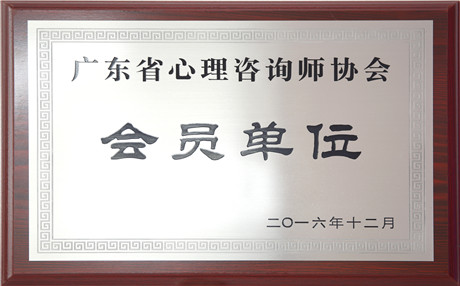 广东省心理咨询师协会
会员单位
二〇一六年十二月